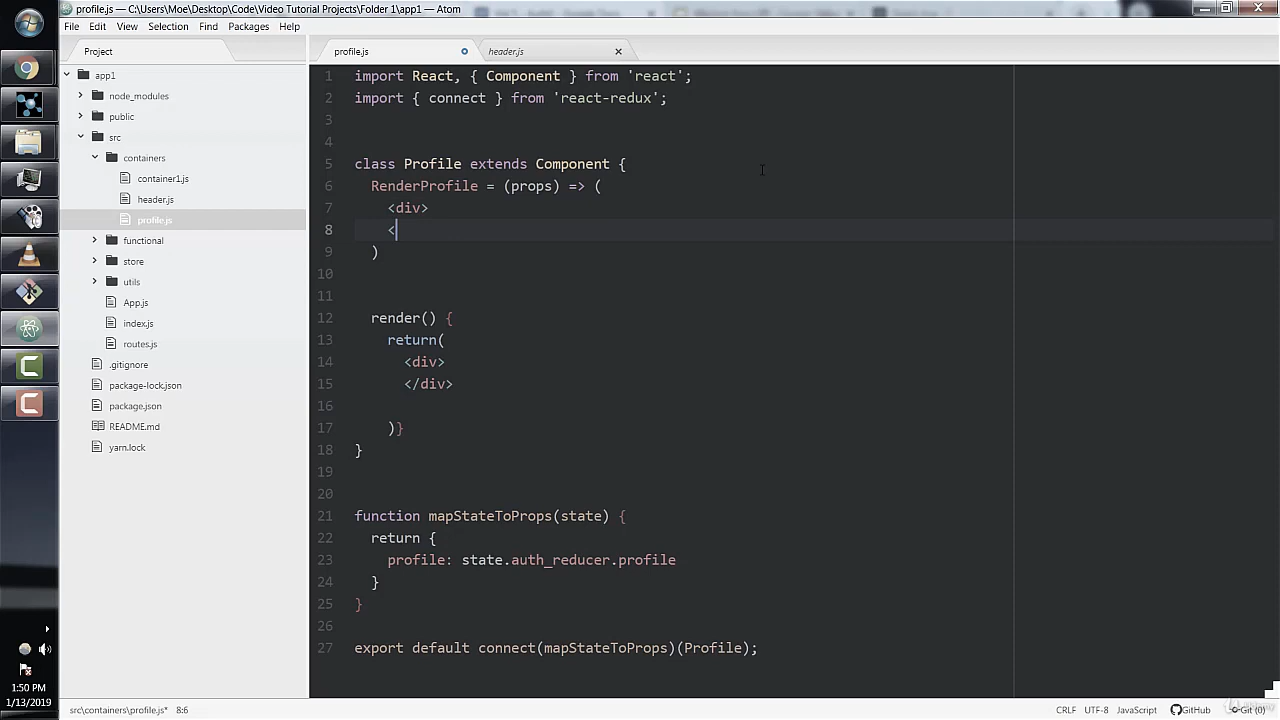 profile.js — C:\Users\Moe\Desktop\Code\Video Tutorial Projects\Folder 1\app1 — Atom
File Edit View Selection Find Packages Help
Project
profile.js
header.js
app1
node_modules
public
src
containers
container1.js
header.js
profile.js
functional
store
utils
App.js
index.js
routes.js
.gitignore
package-lock.json
package.json
README.md
yarn.lock
1 import React, { Component } from 'react';
2 import { connect } from 'react-redux';
3
4
5 class Profile extends Component {
6 RenderProfile = (props) => (
7 <div>
8 <
9 )
10
11
12 render() {
13 return(
14 <div>
15 </div>
16
17 )}
18 }
19
20
21 function mapStateToProps(state) {
22 return {
23 profile: state.auth_reducer.profile
24 }
25 }
26
27 export default connect(mapStateToProps)(Profile);
1:50 PM
1/13/2019
src\containers\profile.js* 8:6
CRLF UTF-8 JavaScript GitHub Git (0)